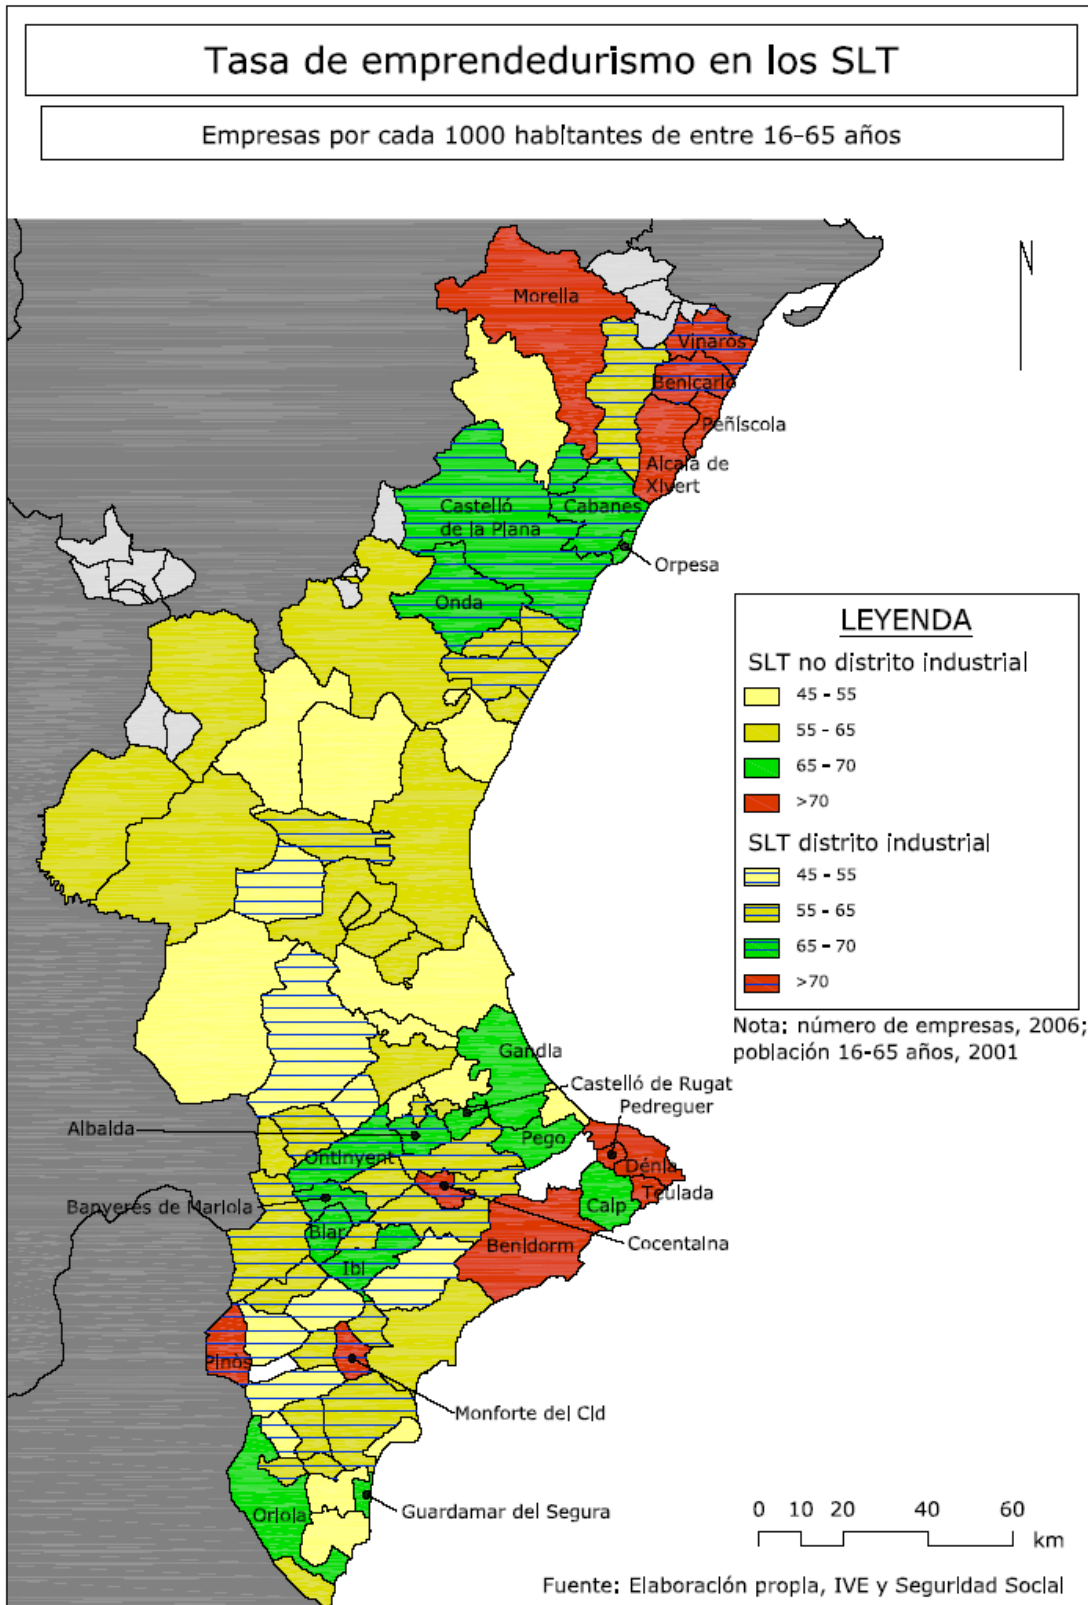 Tasa de emprendedurismo en los SLT
Empresas por cada 1000 habitantes de entre 16-65 años
N
Morella
Vinaròs
Benicarló
Peñíscola
Alcalà de
Xivert
Castelló
de la Plana
Cabanes
Orpesa
Onda
LEYENDA
SLT no distrito industrial
45 - 55
55 - 65
65 - 70
>70
SLT distrito industrial
45 - 55
55 - 65
65 - 70
>70
Nota: número de empresas, 2006;
población 16-65 años, 2001
Gandia
Castelló de Rugat
Pedreguer
Albaida
Ontinyent
Pego
Dénia
Teulada
Banyeres de Mariola
Calp
Biar
Benidorm
Cocentaina
Ibi
Pinós
Monforte del Cid
Guardamar del Segura
Oriola
0 10 20 40 60
km
Fuente: Elaboración propia, IVE y Seguridad Social